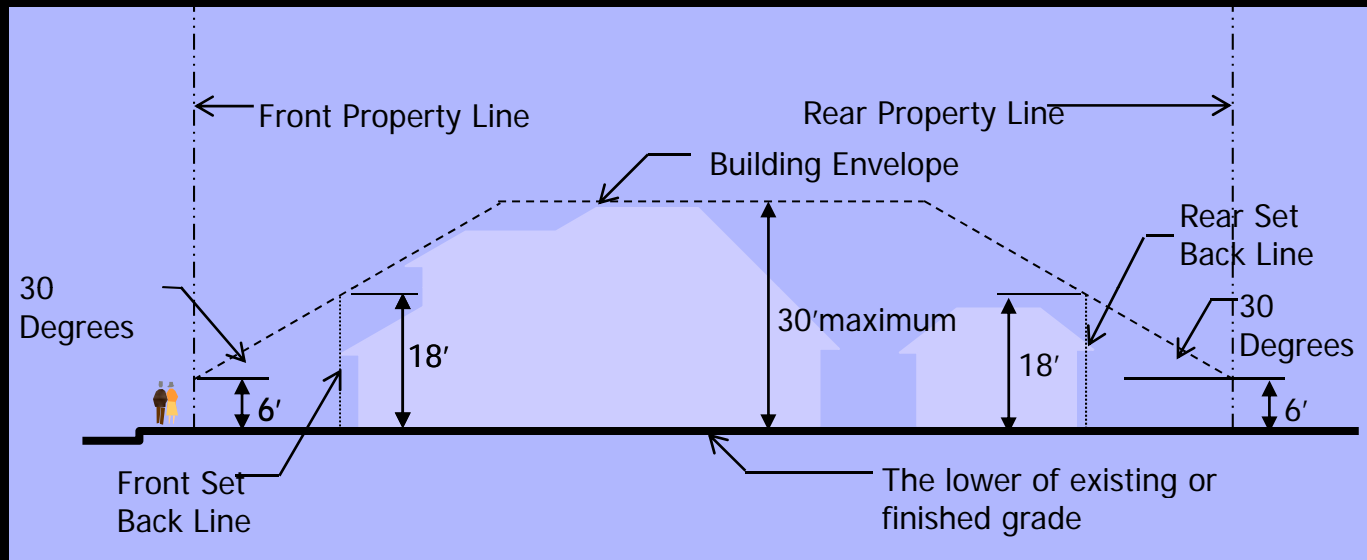 Front Property Line
Rear Property Line
Building Envelope
Rear Set
Back Line
30
Degrees
30'maximum
30
Degrees
18'
18'
6'
6'
Front Set
Back Line
The lower of existing or
finished grade